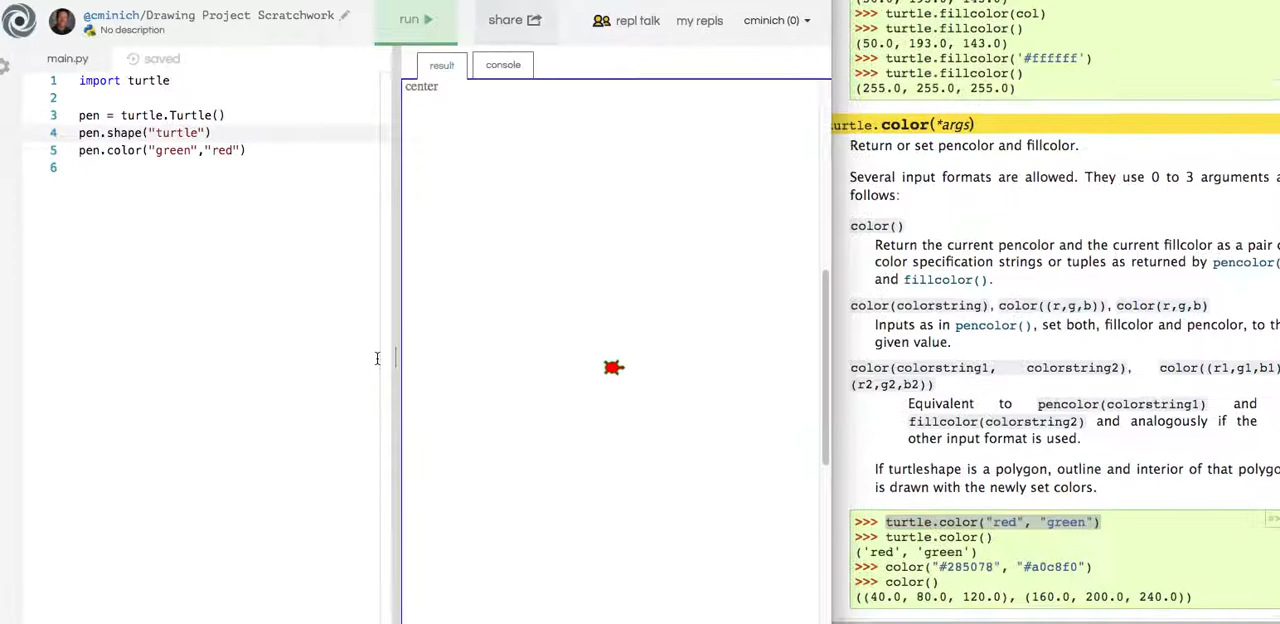 @cminich/Drawing Project Scratchwork
No description
run
share
repl talk
my repls
cminich (0)
main.py
saved
1 import turtle
2
3 pen = turtle.Turtle()
4 pen.shape("turtle")
5 pen.color("green","red")
6
result
console
center
>>> turtle.fillcolor(col)
>>> turtle.fillcolor()
(50.0, 193.0, 143.0)
>>> turtle.fillcolor('#ffffff')
>>> turtle.fillcolor()
(255.0, 255.0, 255.0)
turtle.color(*args)
Return or set pencolor and fillcolor.
Several input formats are allowed. They use 0 to 3 arguments
follows:
color()
Return the current pencolor and the current fillcolor as a pair
color specification strings or tuples as returned by pencolor(
and fillcolor().
color(colorstring), color((r,g,b)), color(r,g,b)
Inputs as in pencolor(), set both, fillcolor and pencolor, to
given value.
color(colorstring1, colorstring2), color((r1,g1,b1)
(r2,g2,b2))
Equivalent to pencolor(colorstring1) and
fillcolor(colorstring2) and analogously if the
other input format is used.
If turtleshape is a polygon, outline and interior of that
is drawn with the newly set colors.
>>> turtle.color("red", "green")
>>> turtle.color()
('red', 'green')
>>> color("#285078", "#a0c8f0")
>>> color()
((40.0, 80.0, 120.0), (160.0, 200.0, 240.0))